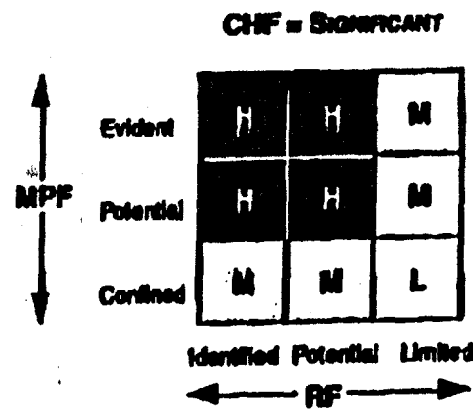 CHF = SIGNIFICANT
Evident H H M
MPF
Potential H H M
Confined M M L
Identified Potential Limited
RF